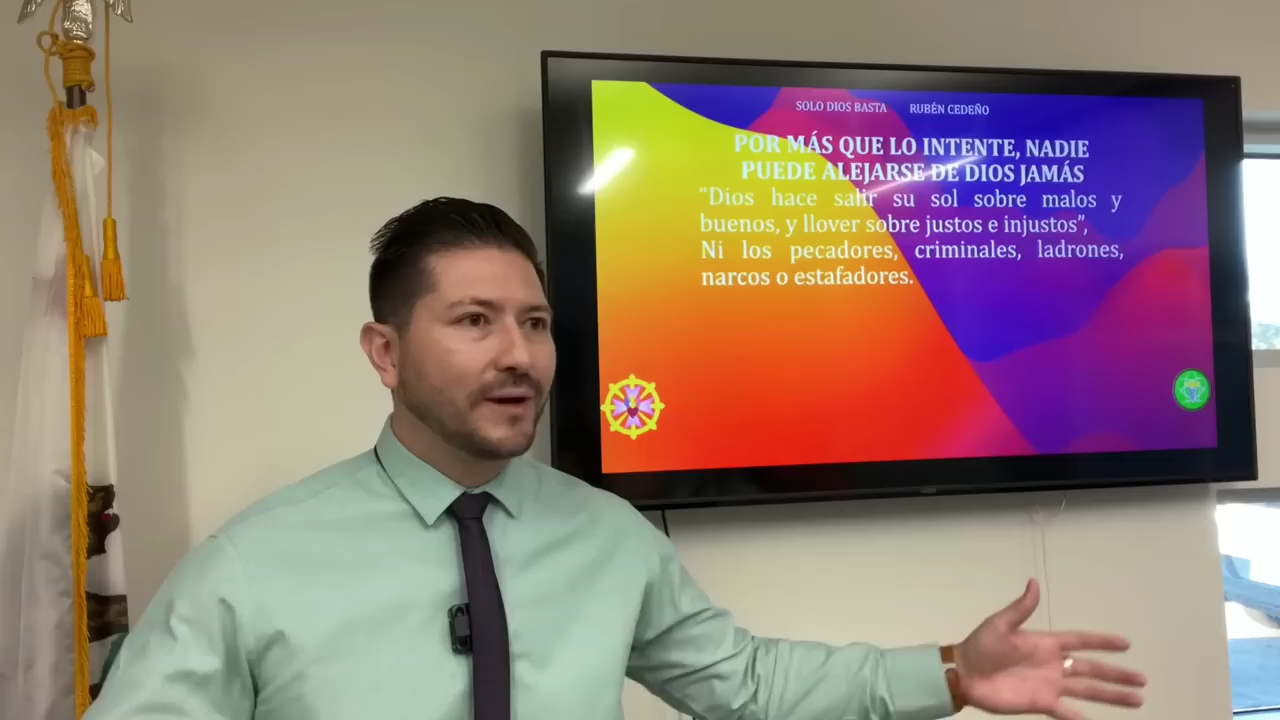 SOLO DIOS BASTA RUBÉN CEDEÑO
POR MÁS QUE LO INTENTE, NADIE
PUEDE ALEJARSE DE DIOS JAMÁS
“Dios hace salir su sol sobre malos y
buenos, y llover sobre justos e injustos”,
Ni los pecadores, criminales, ladrones,
narcos o estafadores.